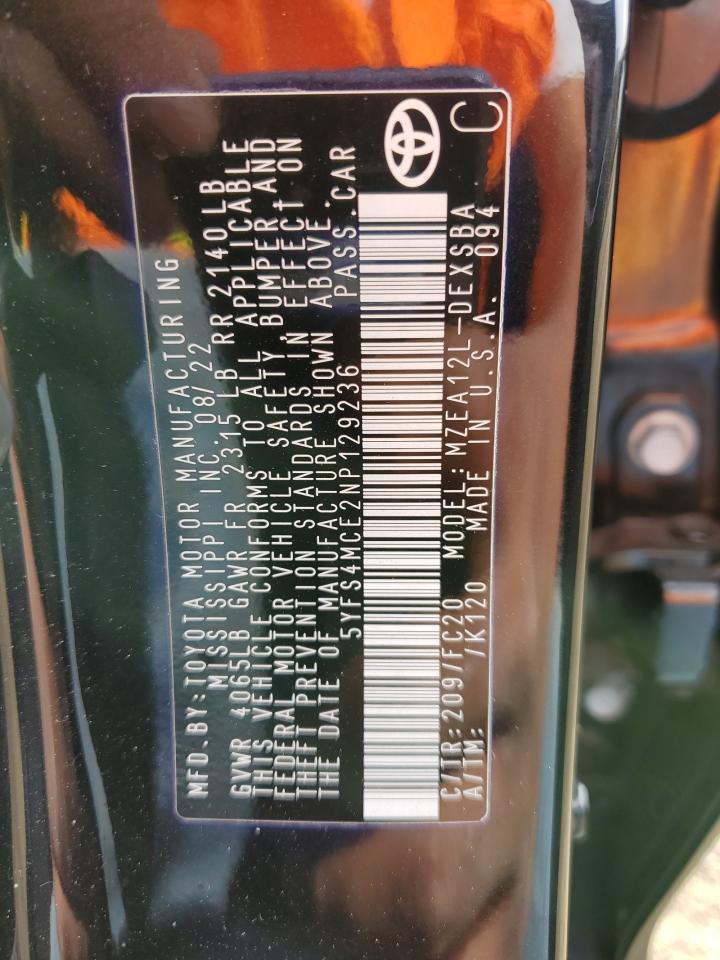 MFD.BY:TOYOTA MOTOR MANUFACTURING
MISSISSIPPI INC. 08/22
GVWR 4065LB GAWR FR 2315 LB RR 2140LB
THIS VEHICLE CONFORMS TO ALL APPLICABLE
FEDERAL MOTOR VEHICLE SAFETY, BUMPER AND
THEFT PREVENTION STANDARDS IN EFFECT ON
THE DATE OF MANUFACTURE SHOWN ABOVE.
5YFS4MCE2NP129236 PASS.CAR
C/TR:209/FC20 MODEL:MZEA12L-DEXSBA
A/TM: /K120 MADE IN U.S.A. 094 C